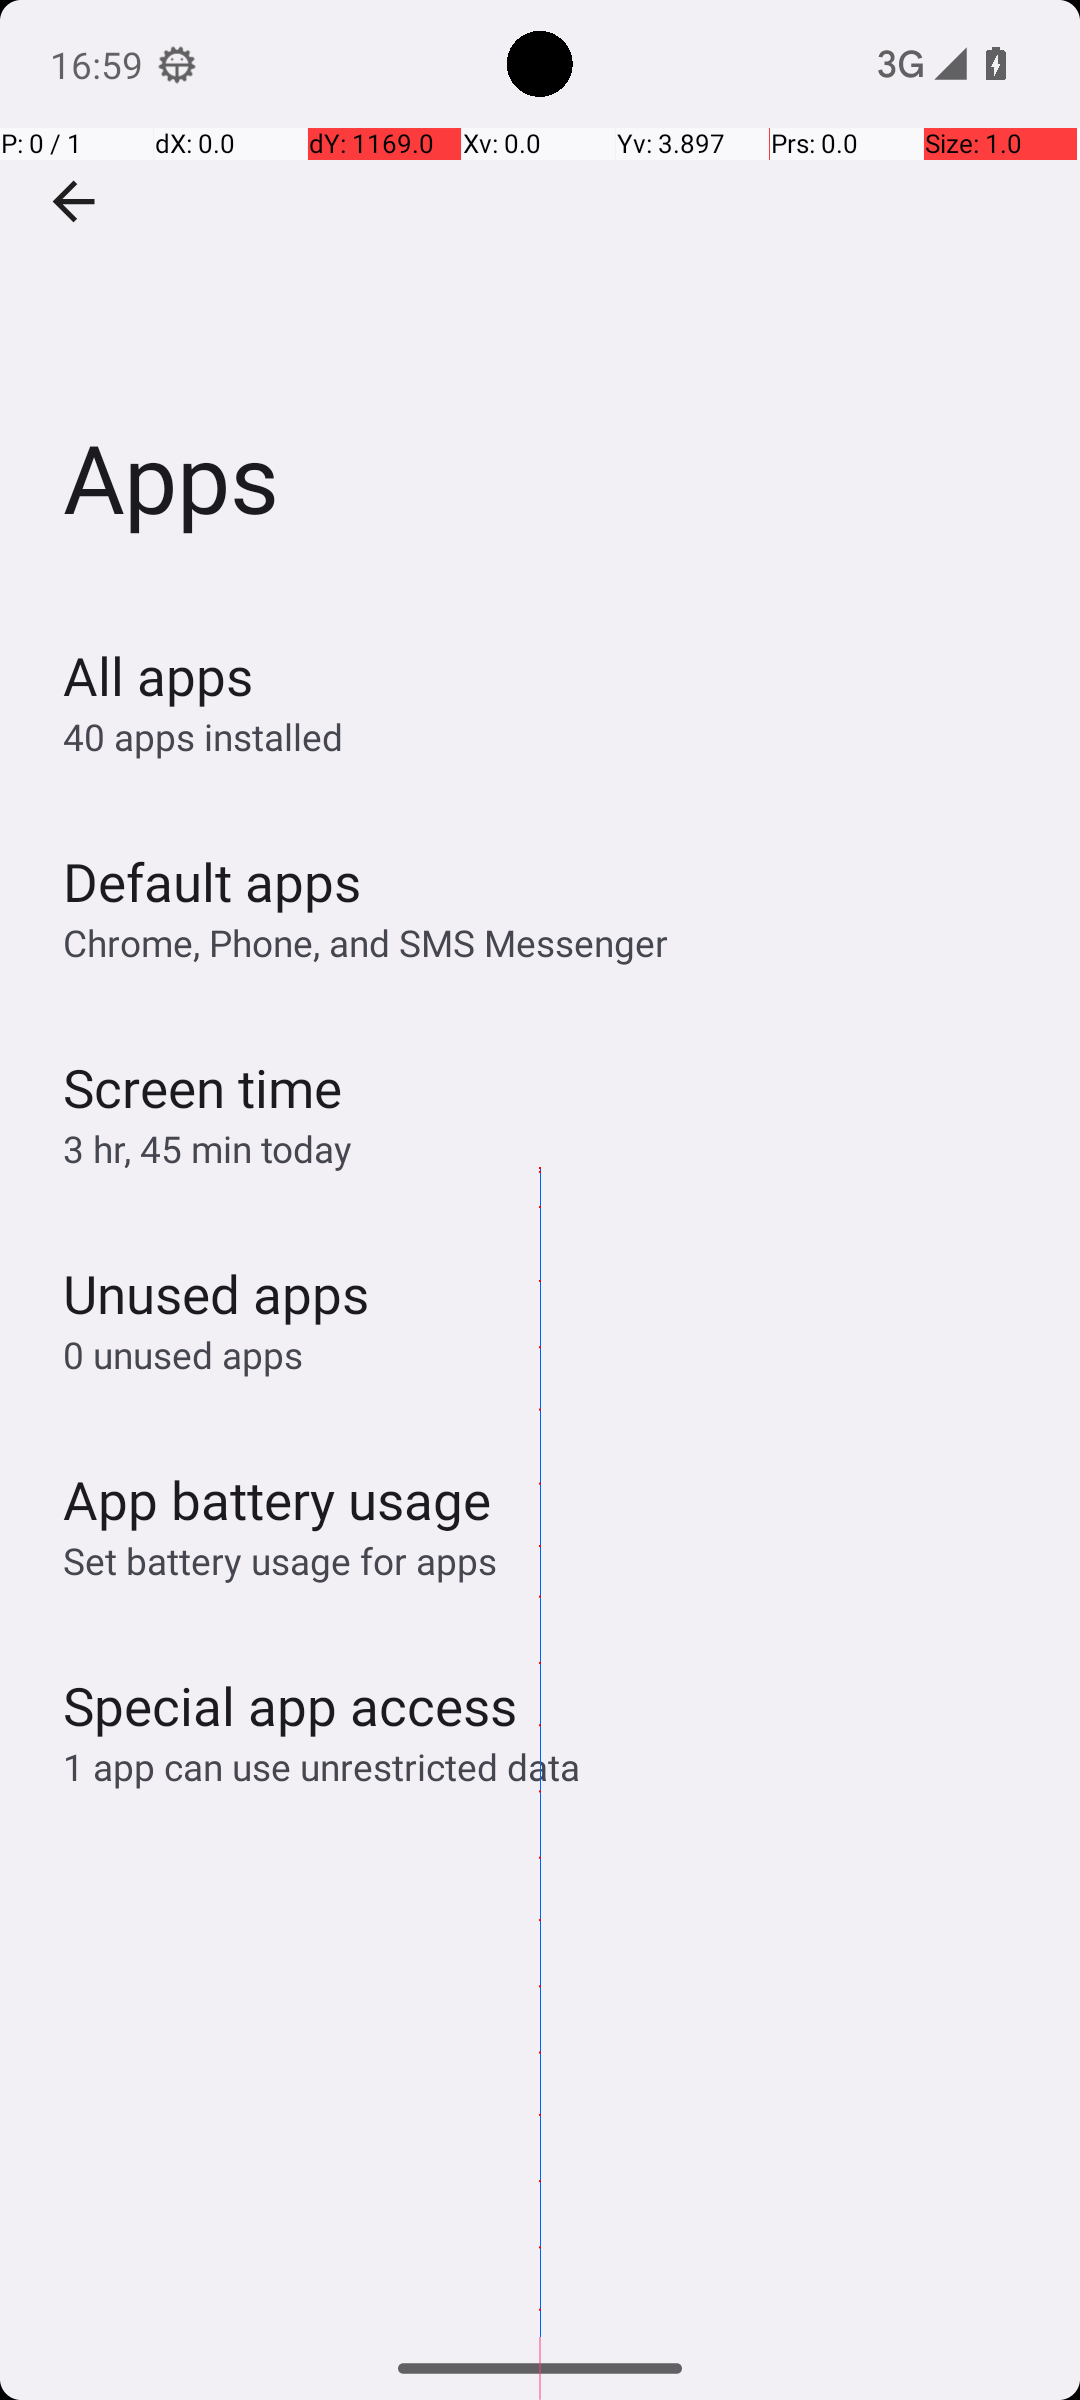 16:59
3G
P: 0 / 1 dX: 0.0 dY: 1169.0 Xv: 0.0 Yv: 3.897 Prs: 0.0 Size: 1.0
Apps
All apps
40 apps installed
Default apps
Chrome, Phone, and SMS Messenger
Screen time
3 hr, 45 min today
Unused apps
0 unused apps
App battery usage
Set battery usage for apps
Special app access
1 app can use unrestricted data